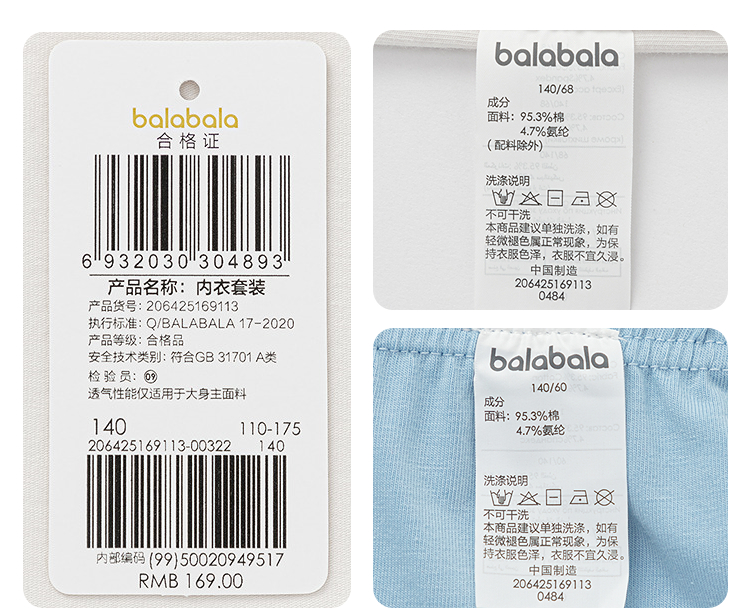 balabala
合格证
6 932030 304893
产品名称：内衣套装
产品货号：206425169113
执行标准：Q/BALABALA 17-2020
产品等级：合格品
安全技术类别：符合GB 31701 A类
检验员：09
透气性能仅适用于大身主面料
140 110-175
206425169113-00322 140
内部编码 (99)50020949517
RMB 169.00
balabala
140/68
成分
面料：95.3%棉
4.7%氨纶
(配料除外)
洗涤说明
不可干洗
本商品建议单独洗涤，如有
轻微褪色属正常现象，为保
持衣服色泽，衣服不宜久浸。
中国制造
206425169113
0484
balabala
140/60
成分
面料：95.3%棉
4.7%氨纶
洗涤说明
不可干洗
本商品建议单独洗涤，如有
轻微褪色属正常现象，为保
持衣服色泽，衣服不宜久浸。
中国制造
206425169113
0484